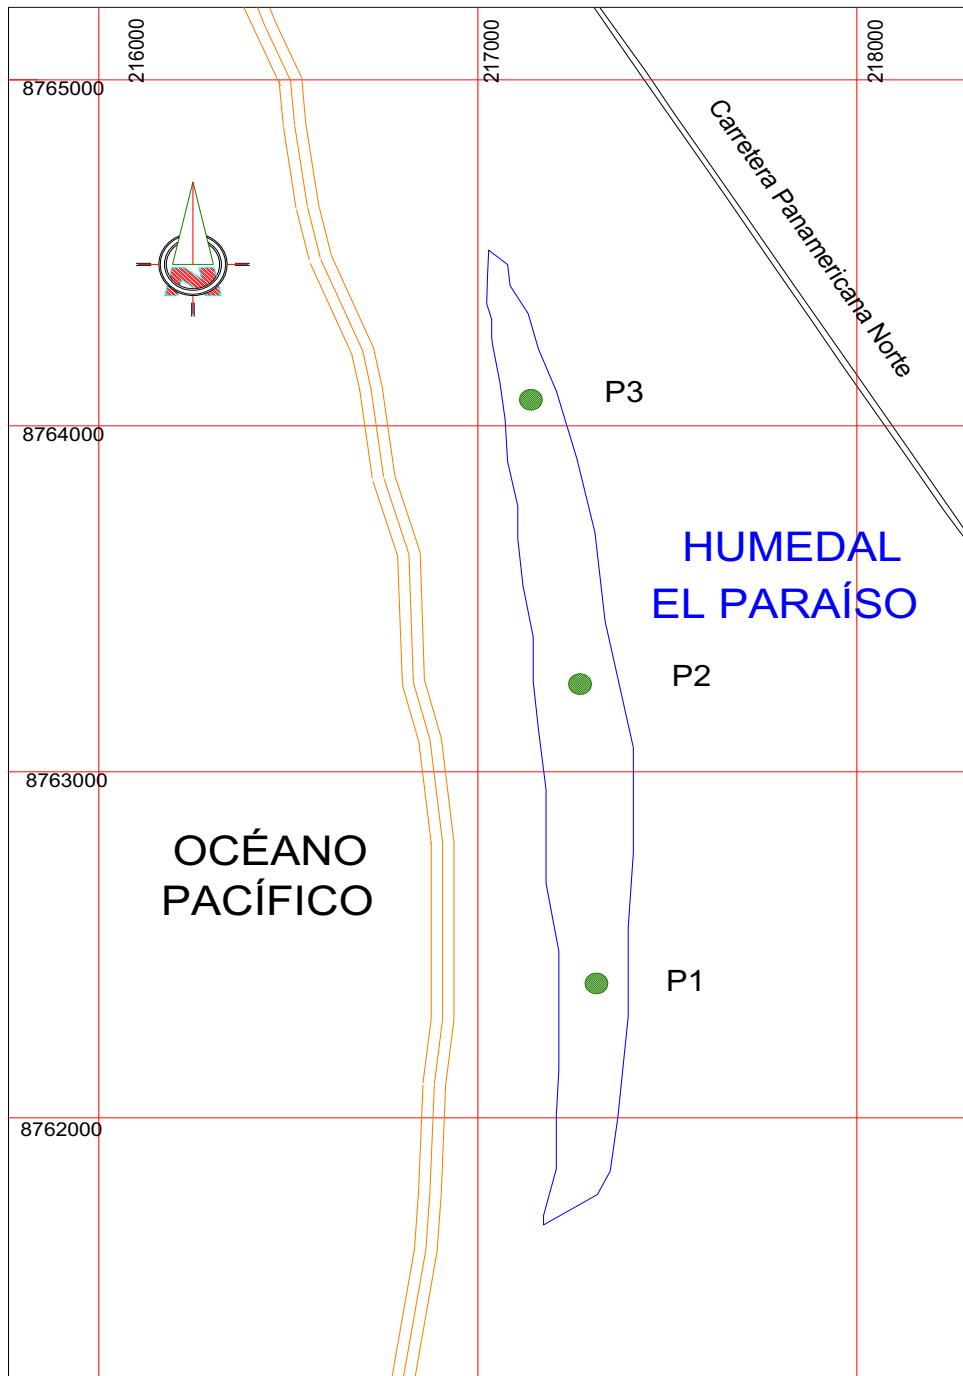 216000
217000
218000
8765000
Carretera Panamericana Norte
P3
8764000
HUMEDAL
EL PARAÍSO
P2
8763000
OCÉANO
PACÍFICO
P1
8762000